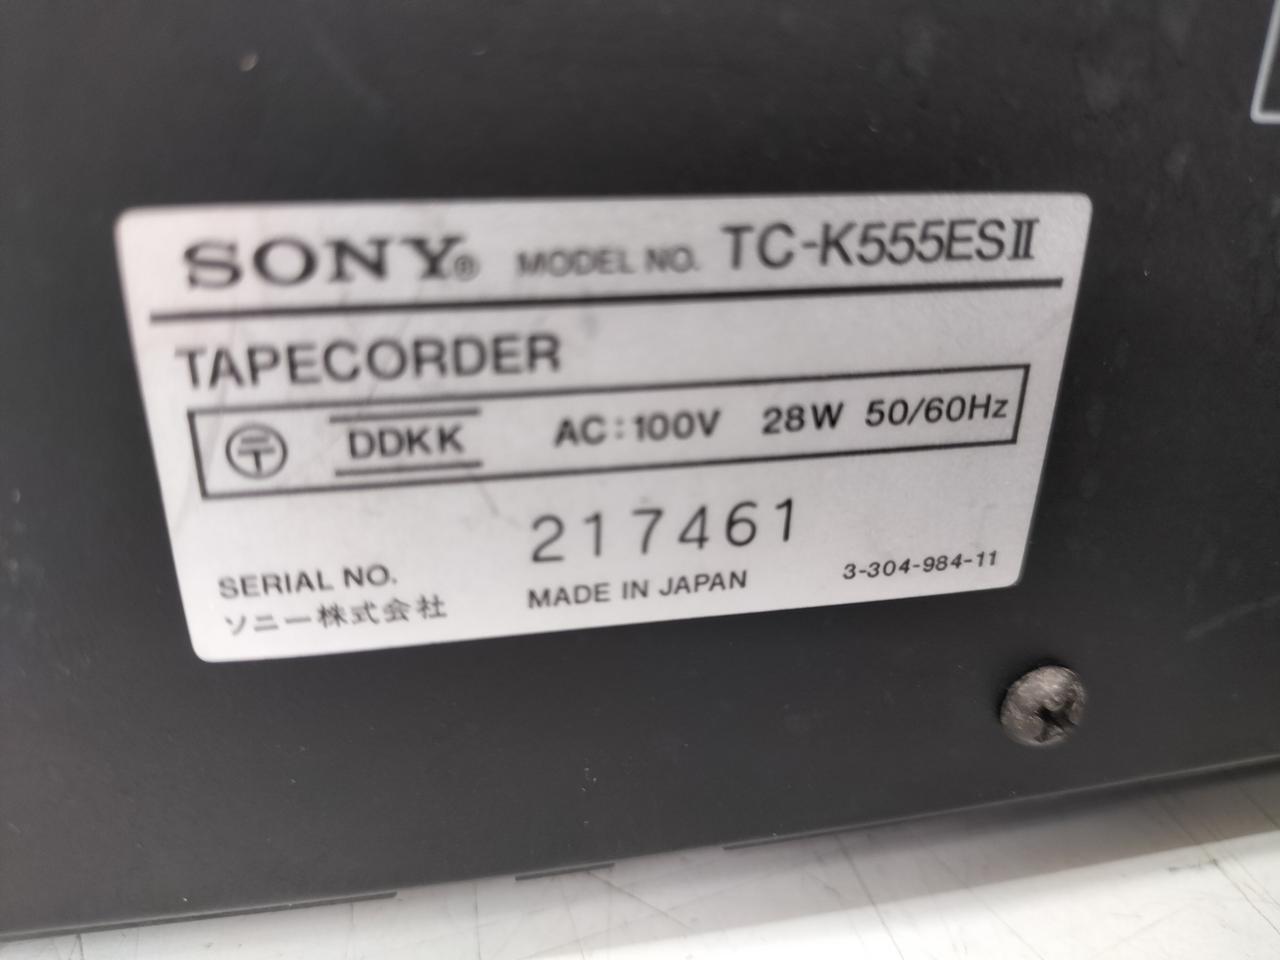 SONY® MODEL NO. TC-K555ESⅡ
TAPECORDER
〒 DDKK AC:100V 28W 50/60Hz
217461
SERIAL NO.
ソニー株式会社 MADE IN JAPAN 3-304-984-11